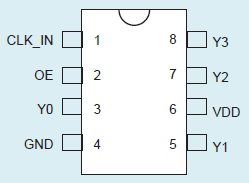 CLK_IN 1 8 Y3
OE 2 7 Y2
Y0 3 6 VDD
GND 4 5 Y1